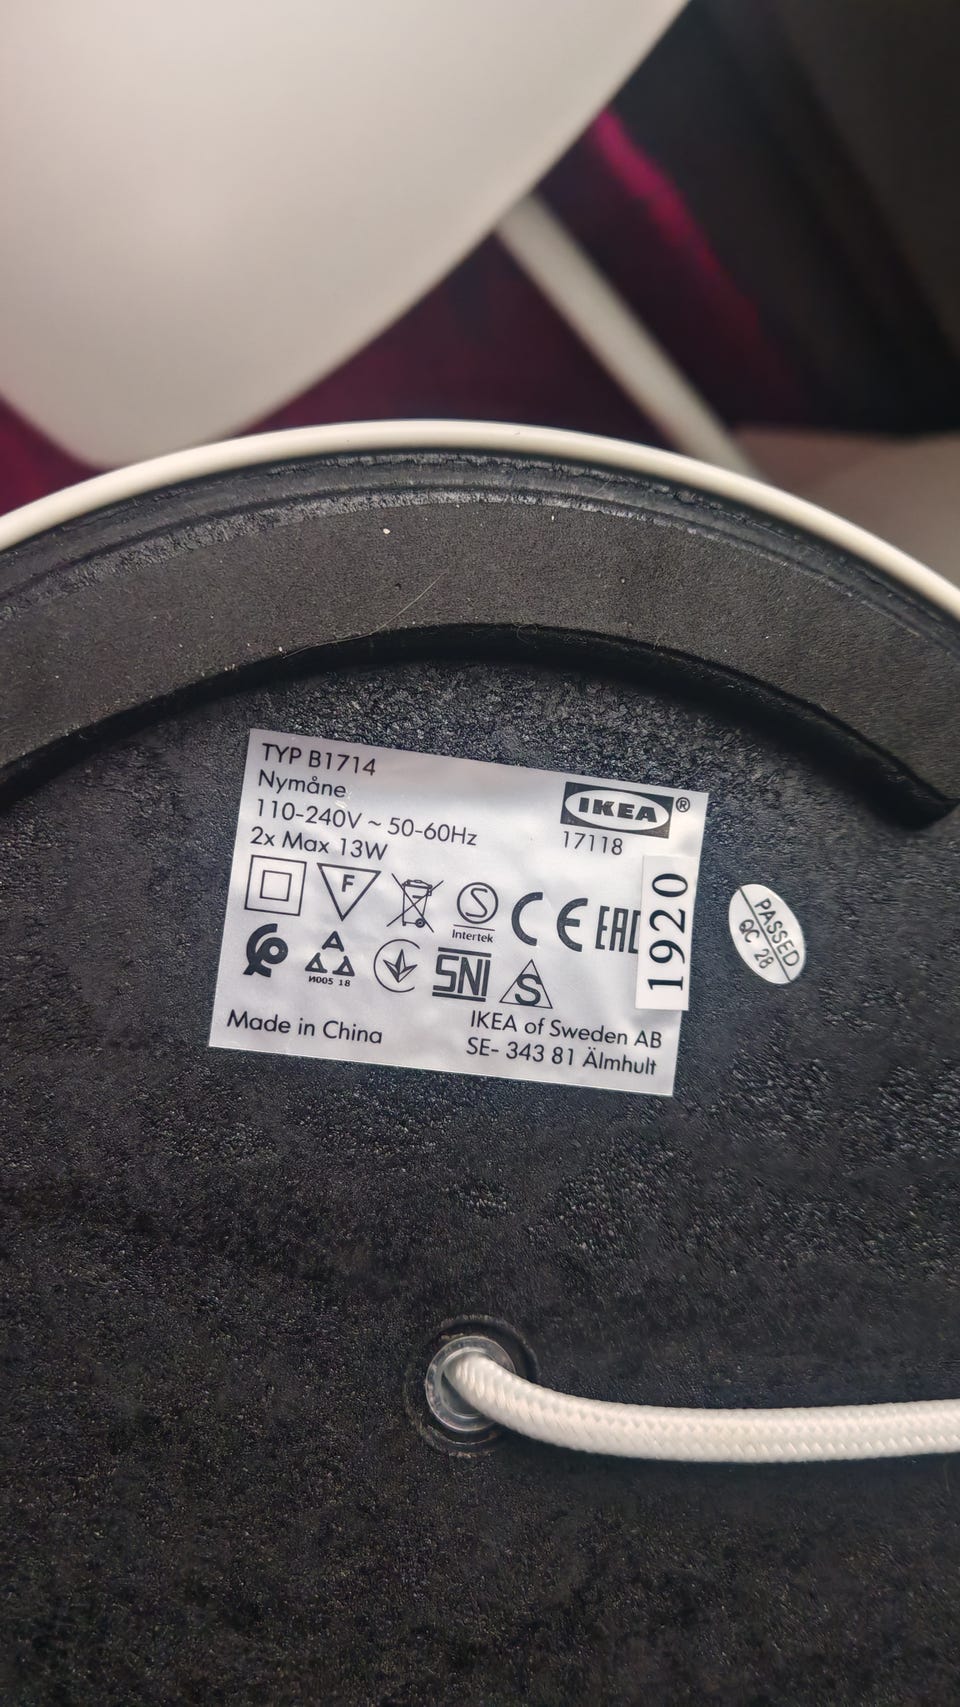 TYP B1714
Nymåne
110-240V ~ 50-60Hz
2x Max 13W
IKEA®
17118
F
S
Intertek
CE EAC
1920
A
И005 18
SNI
S
Made in China
IKEA of Sweden AB
SE- 343 81 Älmhult
PASSED
QC 28